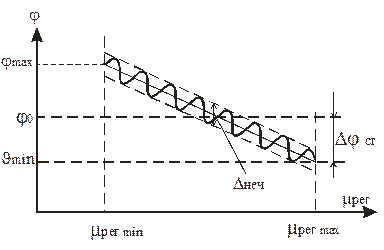 φ
φmax
φ0
Δφ ст
ϑmin
Δнеч
μрег
μрег min
μрег max